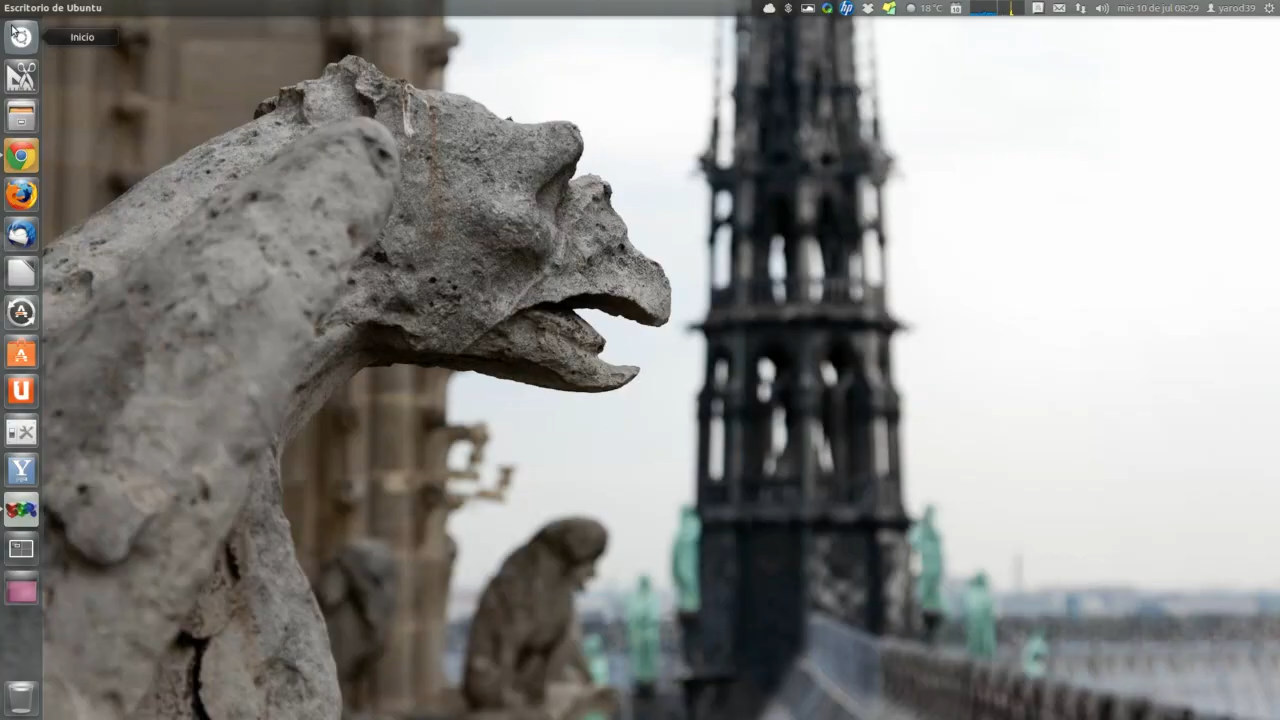 Escritorio de Ubuntu
18 °C
mié 10 de jul 08:29
yarod39
Inicio